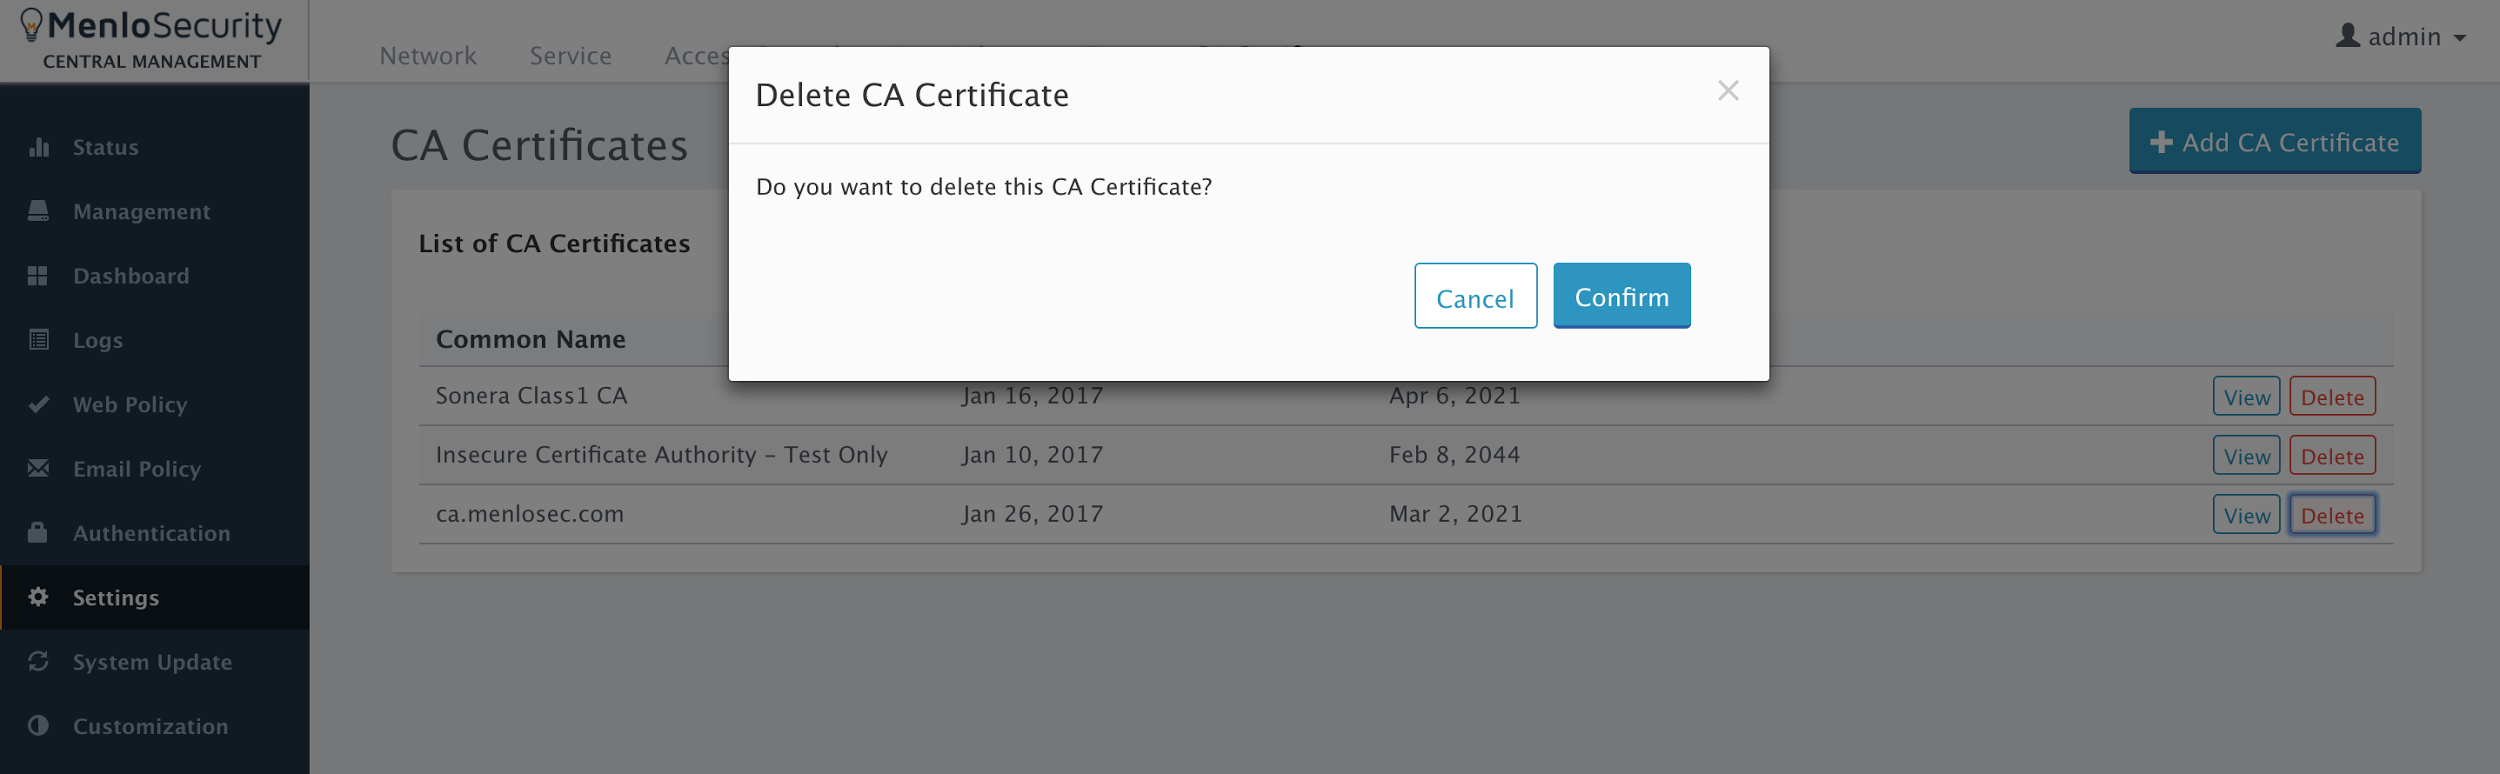 MenloSecurity
CENTRAL MANAGEMENT
Network Service
admin
Delete CA Certificate
Do you want to delete this CA Certificate?
Cancel Confirm
Status
Management
Dashboard
Logs
Web Policy
Email Policy
Authentication
Settings
System Update
Customization
CA Certificates
Add CA Certificate
List of CA Certificates
Common Name
Sonera Class1 CA Jan 16, 2017 Apr 6, 2021 View Delete
Insecure Certificate Authority – Test Only Jan 10, 2017 Feb 8, 2044 View Delete
ca.menlosec.com Jan 26, 2017 Mar 2, 2021 View Delete